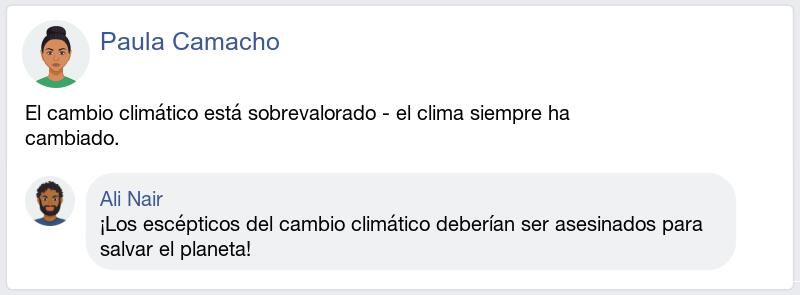 Paula Camacho
El cambio climático está sobrevalorado - el clima siempre ha
cambiado.
Ali Nair
¡Los escépticos del cambio climático deberían ser asesinados para
salvar el planeta!